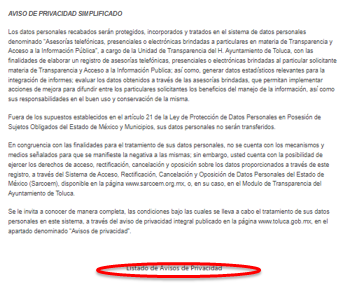 AVISO DE PRIVACIDAD SIMPLIFICADO
Los datos personales recabados serán protegidos, incorporados y tratados en el sistema de datos personales
denominado "Asesorías telefónicas, presenciales o electrónicas brindadas a particulares en materia de Transparencia y
Acceso a la Información Pública", a cargo de la Unidad de Transparencia del H. Ayuntamiento de Toluca, con las
finalidades de elaborar un registro de asesorías telefónicas, presenciales o electrónicas brindadas al particular solicitante
materia de Transparencia y Acceso a la Información Publica; así como, generar datos estadísticos relevantes para la
integración de informes; evaluar los datos obtenidos a través de las asesorías brindadas, que permitan implementar
acciones de mejora para difundir entre los particulares solicitantes los beneficios del manejo de la información, así como
sus responsabilidades en el buen uso y conservación de la misma.
Fuera de los supuestos establecidos en el artículo 21 de la Ley de Protección de Datos Personales en Posesión de
Sujetos Obligados del Estado de México y Municipios, sus datos personales no serán transferidos.
En congruencia con las finalidades para el tratamiento de sus datos personales, no se cuenta con los mecanismos y
medios señalados para que se manifieste la negativa a las mismas; sin embargo, usted cuenta con la posibilidad de
ejercer los derechos de acceso, rectificación, cancelación y oposición sobre los datos proporcionados a través de este
registro, a través del Sistema de Acceso, Rectificación, Cancelación y Oposición de Datos Personales del Estado de
México (Sarcoem), disponible en la página www.sarcoem.org.mx, o, en su caso, en el Modulo de Transparencia del
Ayuntamiento de Toluca.
Se le invita a conocer de manera completa, las condiciones bajo las cuales se lleva a cabo el tratamiento de sus datos
personales en este sistema, a través del aviso de privacidad integral publicado en la página www.toluca.gob.mx, en el
apartado denominado "Avisos de privacidad".
Listado de Avisos de Privacidad